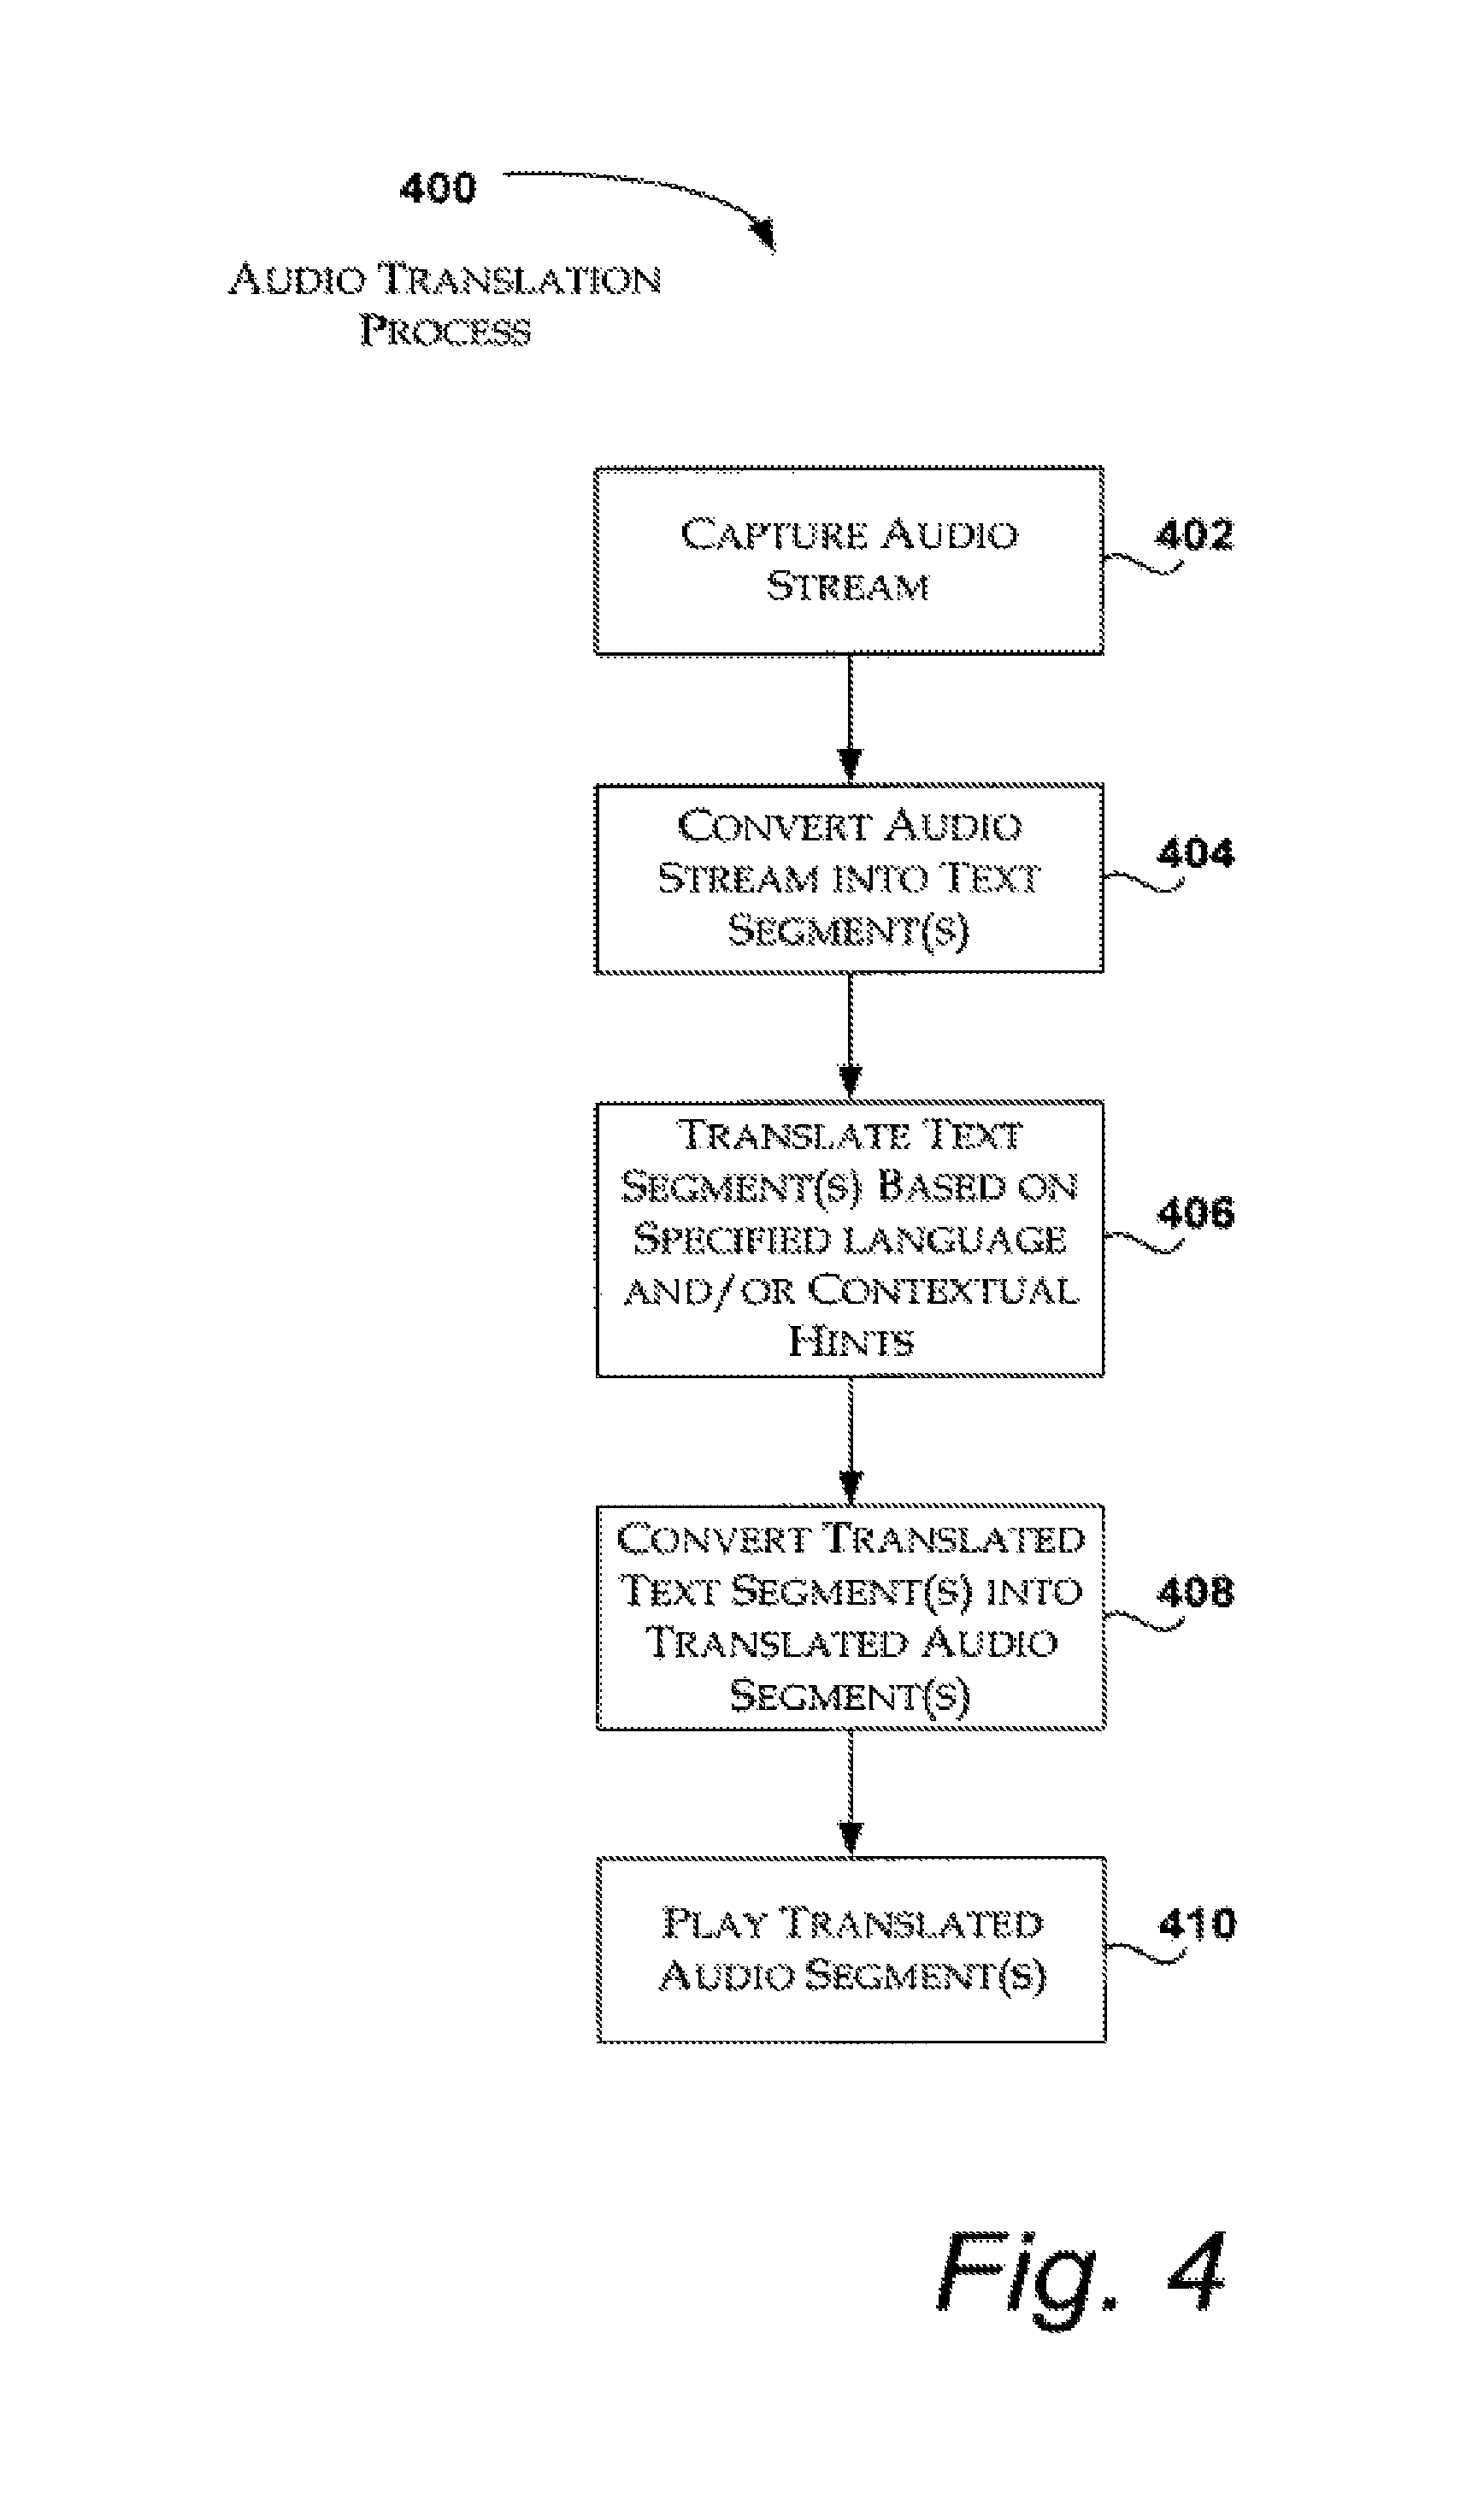 400
AUDIO TRANSLATION
PROCESS
CAPTURE AUDIO
STREAM
402
CONVERT AUDIO
STREAM INTO TEXT
SEGMENT(S)
404
TRANSLATE TEXT
SEGMENT(S) BASED ON
SPECIFIED LANGUAGE
AND/OR CONTEXTUAL
HINTS
406
CONVERT TRANSLATED
TEXT SEGMENT(S) INTO
TRANSLATED AUDIO
SEGMENT(S)
408
PLAY TRANSLATED
AUDIO SEGMENT(S)
410
Fig. 4